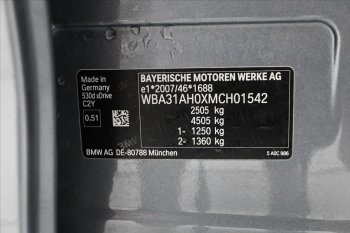 BAYERISCHE MOTOREN WERKE AG
Made in
Germany
530d xDrive
C2Y
0.51
e1*2007/46*1688
WBA31AH0XMCH01542
2505 kg
4505 kg
1- 1250 kg
2- 1360 kg
BMW AG DE-80788 München